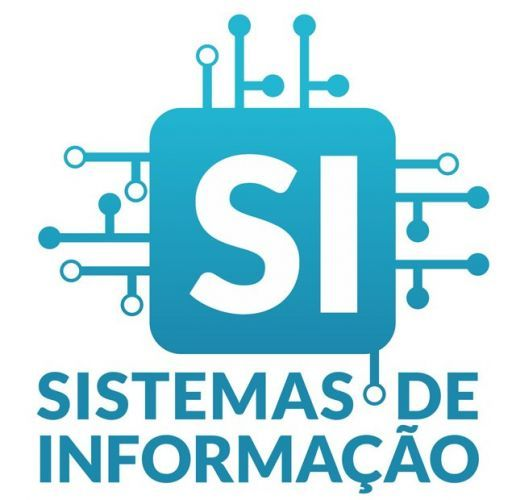 SI
SISTEMAS DE
INFORMAÇÃO